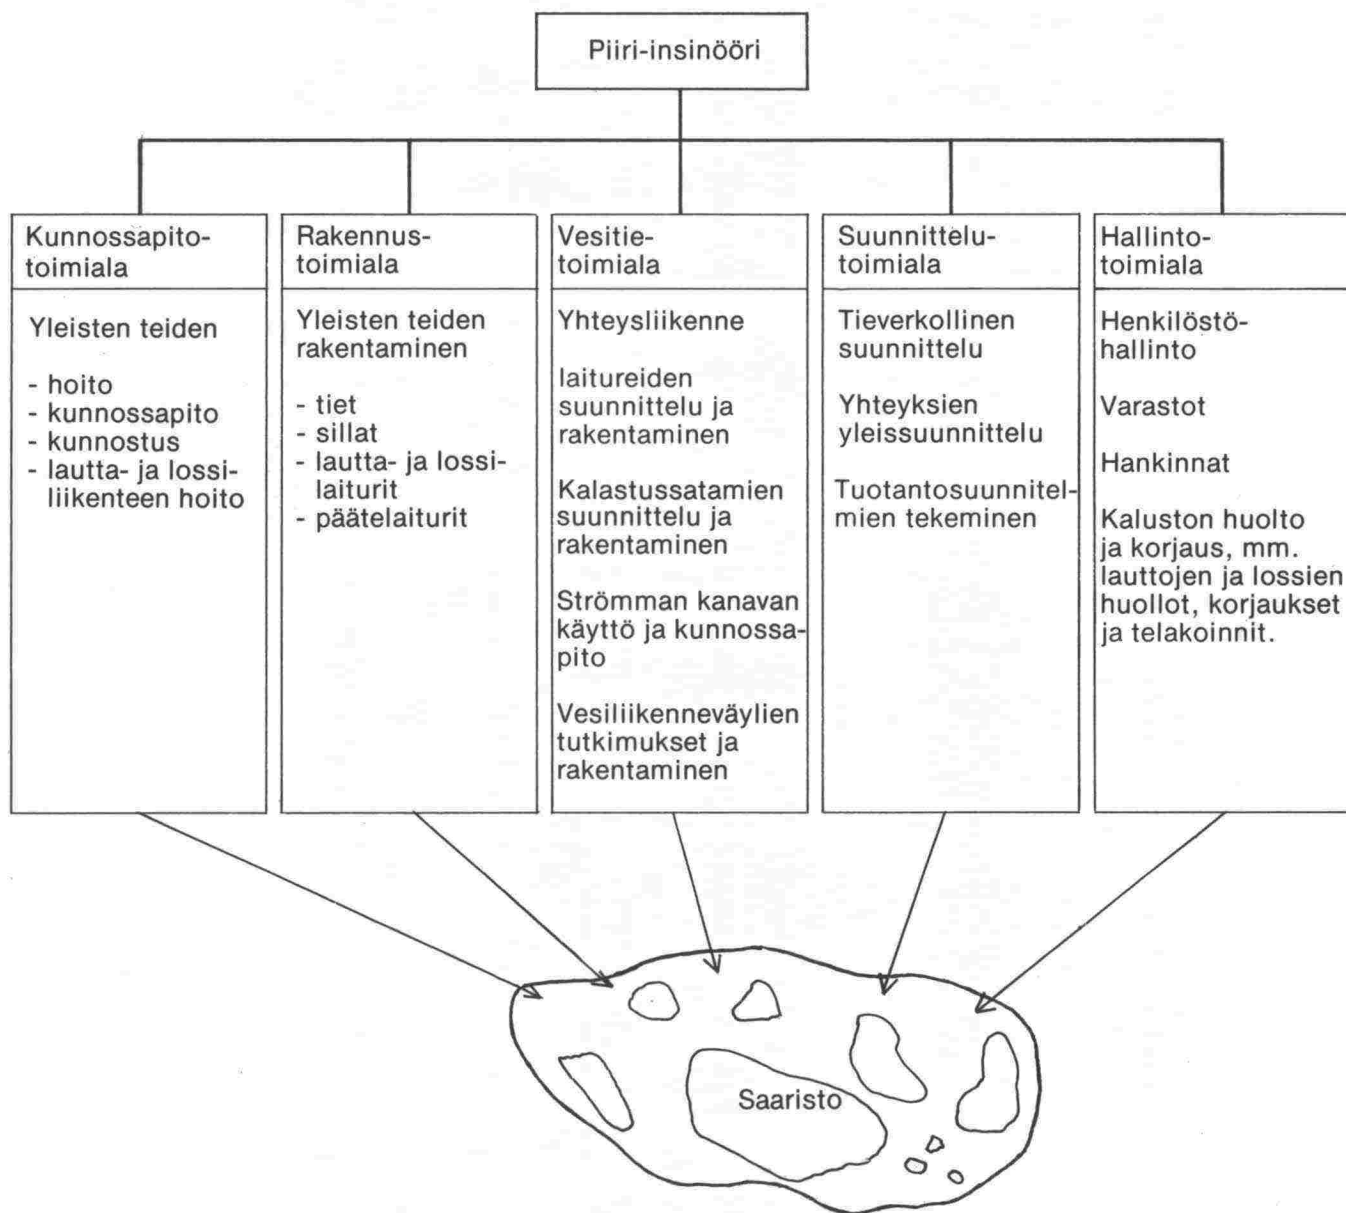 Piiri-insinööri
Kunnossapito-
toimiala
Yleisten teiden
- hoito
- kunnossapito
- kunnostus
- lautta- ja lossi-
liikenteen hoito
Rakennus-
toimiala
Yleisten teiden
rakentaminen
- tiet
- sillat
- lautta- ja lossi-
laiturit
- päätelaiturit
Vesitie-
toimiala
Yhteysliikenne
laitureiden
suunnittelu ja
rakentaminen
Kalastussatamien
suunnittelu ja
rakentaminen
Strömman kanavan
käyttö ja kunnossa-
pito
Vesiliikenneväylien
tutkimukset ja
rakentaminen
Suunnittelu-
toimiala
Tieverkollinen
suunnittelu
Yhteyksien
yleissuunnittelu
Tuotantosuunnitel-
mien tekeminen
Hallinto-
toimiala
Henkilöstö-
hallinto
Varastot
Hankinnat
Kaluston huolto
ja korjaus, mm.
lauttojen ja lossien
huollot, korjaukset
ja telakoinnit.
Saaristo